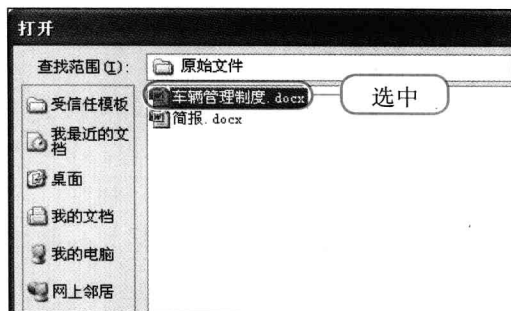 打开
查找范围(I):
原始文件
受信任模板
我最近的文
档
桌面
我的文档
我的电脑
网上邻居
车辆管理制度.docx
选中
简报.docx